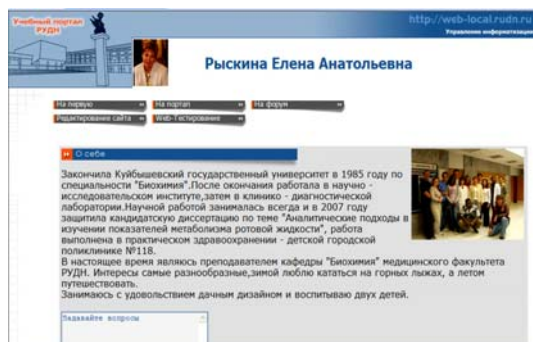 Учебный портал
РУДН
http://web-local.rudn.ru
Управление информатизации
Рыскина Елена Анатольевна
На первую
На портал
На форум
Редактирование сайта
Web-Тестирование
О себе
Закончила Куйбышевский государственный университет в 1985 году по
специальности "Биохимия".После окончания работала в научно -
исследовательском институте,затем в клинико - диагностической
лаборатории.Научной работой занималась всегда и в 2007 году
защитила кандидатскую диссертацию по теме "Аналитические подходы в
изучении показателей метаболизма ротовой жидкости", работа
выполнена в практическом здравоохранении - детской городской
поликлинике №118.
В настоящее время являюсь преподавателем кафедры "Биохимия" медицинского факультета
РУДН. Интересы самые разнообразные,зимой люблю кататься на горных лыжах, а летом
путешествовать.
Занимаюсь с удовольствием дачным дизайном и воспитываю двух детей.
Задавайте вопросы